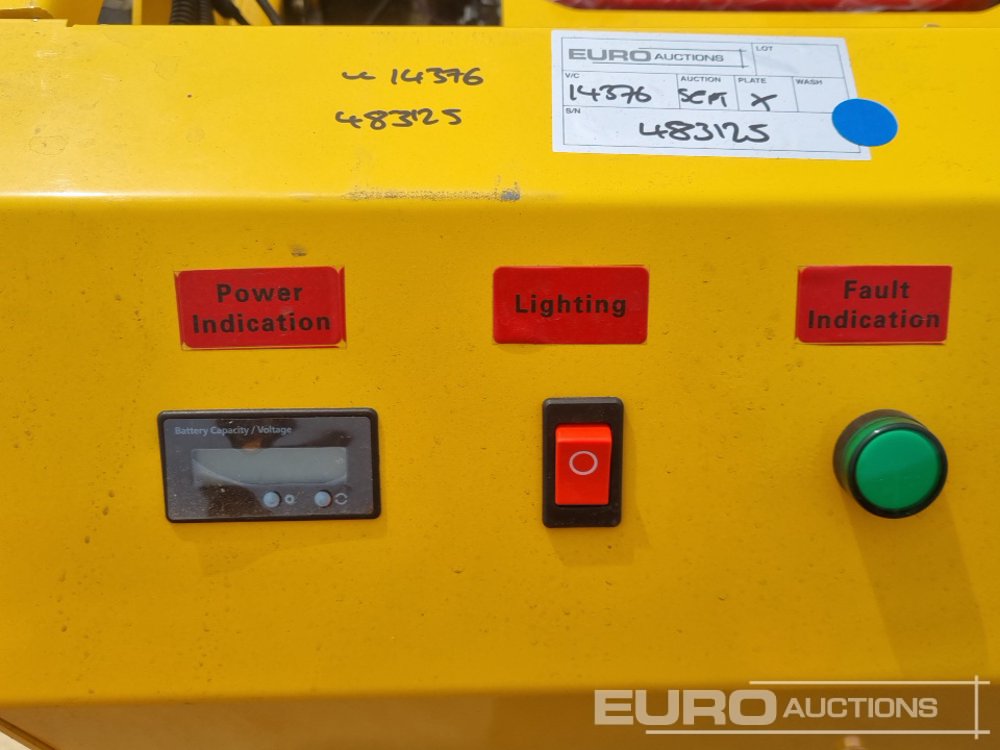 14376
483125
EURO AUCTIONS
LOT
V/C
AUCTION
PLATE
WASH
14376
X
S/N
483125
Power
Indication
Lighting
Fault
Indication
Battery Capacity / Voltage
EURO AUCTIONS